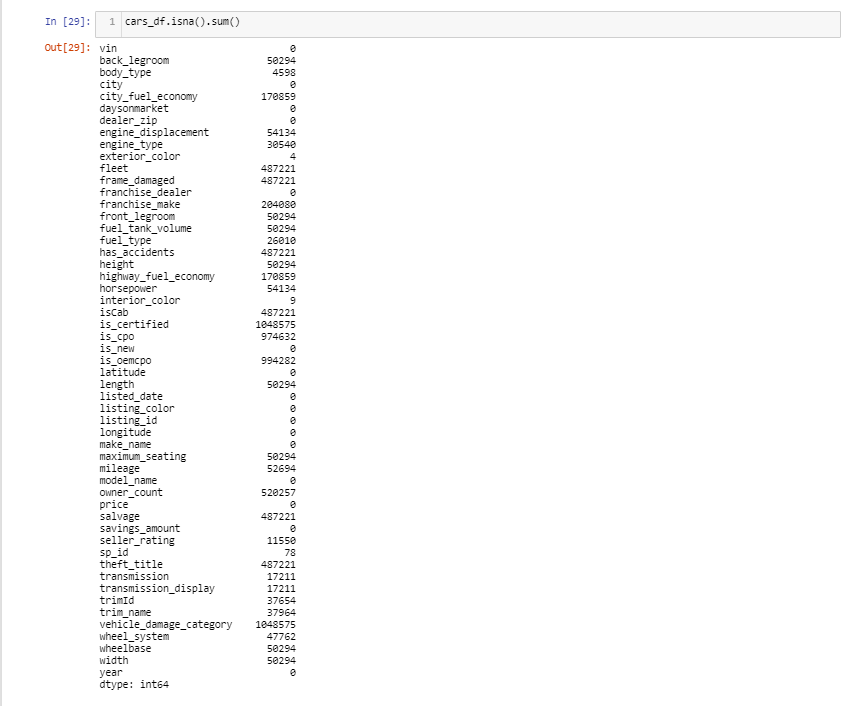 In [29]: 1 cars_df.isna().sum()
Out[29]: vin 0
back_legroom 50294
body_type 4598
city 0
city_fuel_economy 170859
daysonmarket 0
dealer_zip 0
engine_displacement 54134
engine_type 30540
exterior_color 4
fleet 487221
frame_damaged 487221
franchise_dealer 0
franchise_make 204080
front_legroom 50294
fuel_tank_volume 50294
fuel_type 26010
has_accidents 487221
height 50294
highway_fuel_economy 170859
horsepower 54134
interior_color 9
isCab 487221
is_certified 1048575
is_cpo 974632
is_new 0
is_oemcpo 994282
latitude 0
length 50294
listed_date 0
listing_color 0
listing_id 0
longitude 0
make_name 0
maximum_seating 50294
mileage 52694
model_name 0
owner_count 520257
price 0
salvage 487221
savings_amount 0
seller_rating 11550
sp_id 78
theft_title 487221
transmission 17211
transmission_display 17211
trimId 37654
trim_name 37964
vehicle_damage_category 1048575
wheel_system 47762
wheelbase 50294
width 50294
year 0
dtype: int64